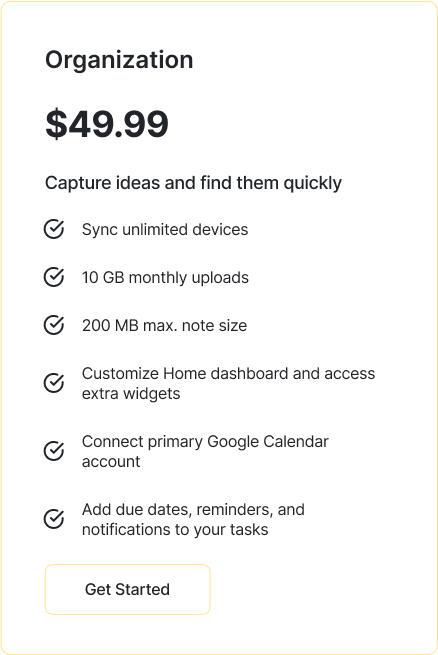 Organization
$49.99
Capture ideas and find them quickly
Sync unlimited devices
10 GB monthly uploads
200 MB max. note size
Customize Home dashboard and access
extra widgets
Connect primary Google Calendar
account
Add due dates, reminders, and
notifications to your tasks
Get Started